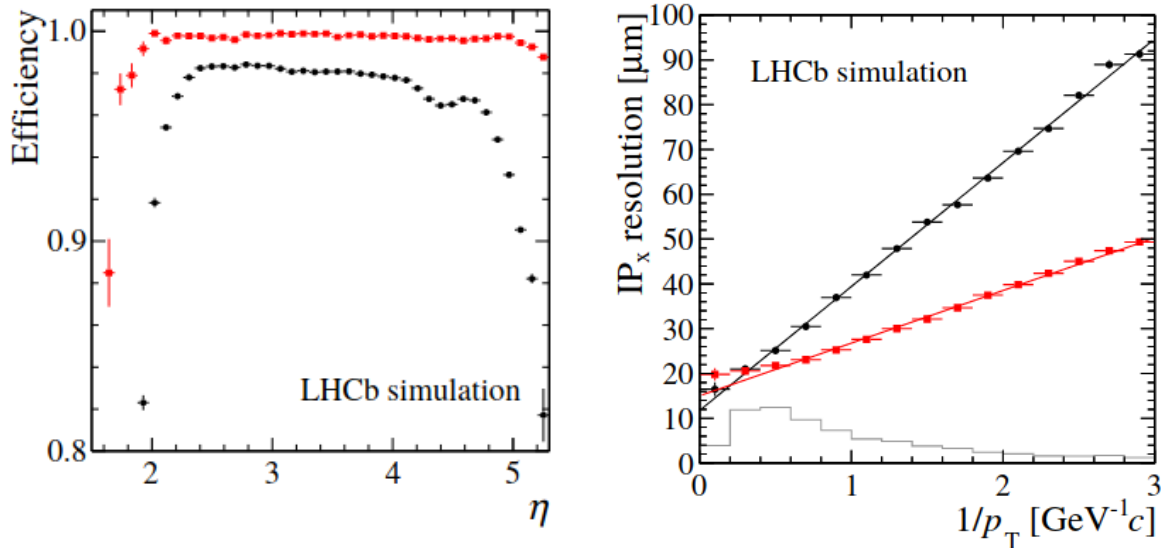 Efficiency
1.0
0.9
0.8
LHCb simulation
2 3 4 5
η
IPₓ resolution [μm]
100
90
80
70
60
50
40
30
20
10
0
LHCb simulation
0 1 2 3
1/p_T [GeV⁻¹c]